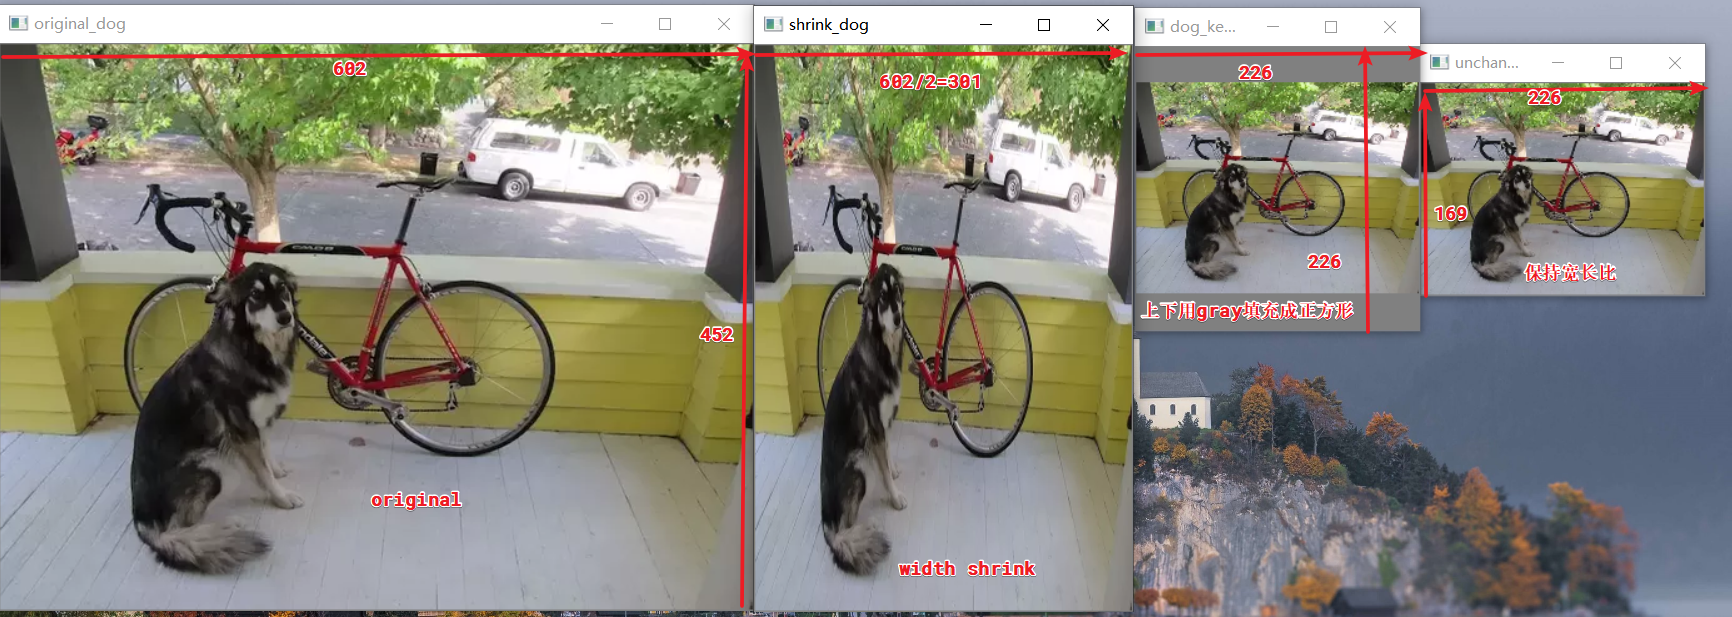 original_dog
602
452
original
shrink_dog
602/2=301
width shrink
dog_ke...
226
226
上下用gray填充成正方形
unchan...
226
169
保持宽长比